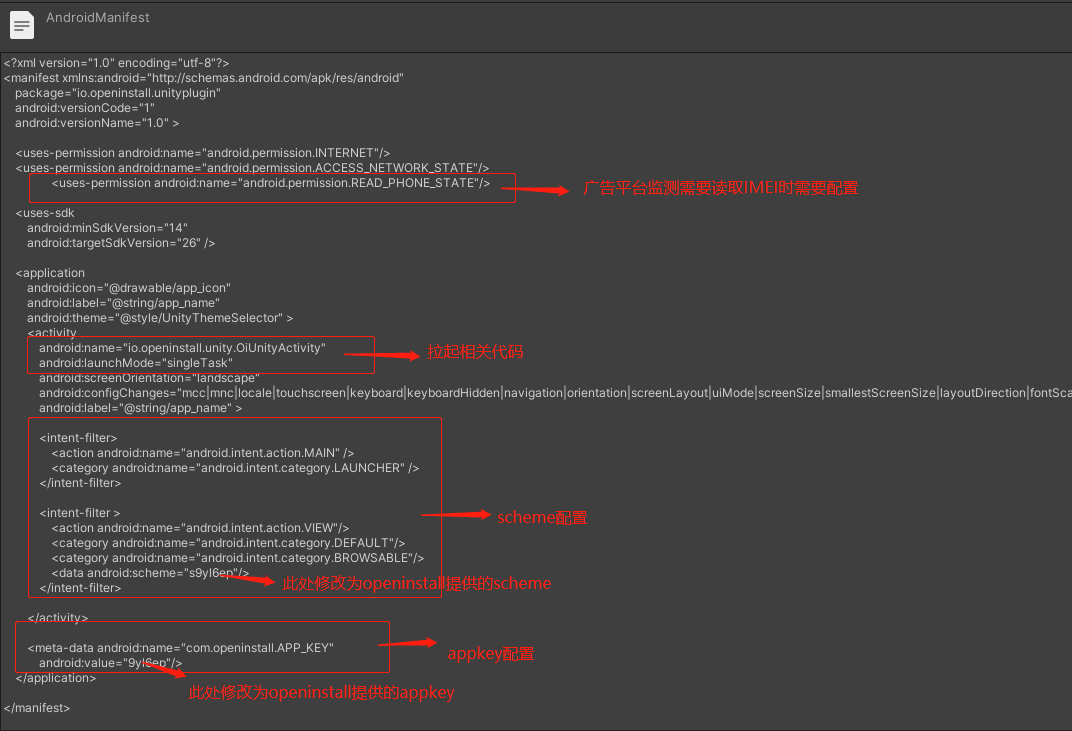 AndroidManifest
<?xml version="1.0" encoding="utf-8"?>
<manifest xmlns:android="http://schemas.android.com/apk/res/android"
package="io.openinstall.unityplugin"
android:versionCode="1"
android:versionName="1.0" >
<uses-permission android:name="android.permission.INTERNET"/>
<uses-permission android:name="android.permission.ACCESS_NETWORK_STATE"/>
<uses-permission android:name="android.permission.READ_PHONE_STATE"/> 广告平台监测需要读取IMEI时需要配置
<uses-sdk
android:minSdkVersion="14"
android:targetSdkVersion="26" />
<application
android:icon="@drawable/app_icon"
android:label="@string/app_name"
android:theme="@style/UnityThemeSelector" >
<activity
android:name="io.openinstall.unity.OiUnityActivity" 拉起相关代码
android:launchMode="singleTask"
android:screenOrientation="landscape"
android:configChanges="mcc|mnc|locale|touchscreen|keyboard|keyboardHidden|navigation|orientation|screenLayout|uiMode|screenSize|smallestScreenSize|layoutDirection|fontSca
android:label="@string/app_name" >
<intent-filter>
<action android:name="android.intent.action.MAIN" />
<category android:name="android.intent.category.LAUNCHER" />
</intent-filter>
<intent-filter > scheme配置
<action android:name="android.intent.action.VIEW"/>
<category android:name="android.intent.category.DEFAULT"/>
<category android:name="android.intent.category.BROWSABLE"/>
<data android:scheme="s9yl6ep"/> 此处修改为openinstall提供的scheme
</intent-filter>
</activity>
<meta-data android:name="com.openinstall.APP_KEY" appkey配置
android:value="9yl6ep"/>
</application>
此处修改为openinstall提供的appkey
</manifest>